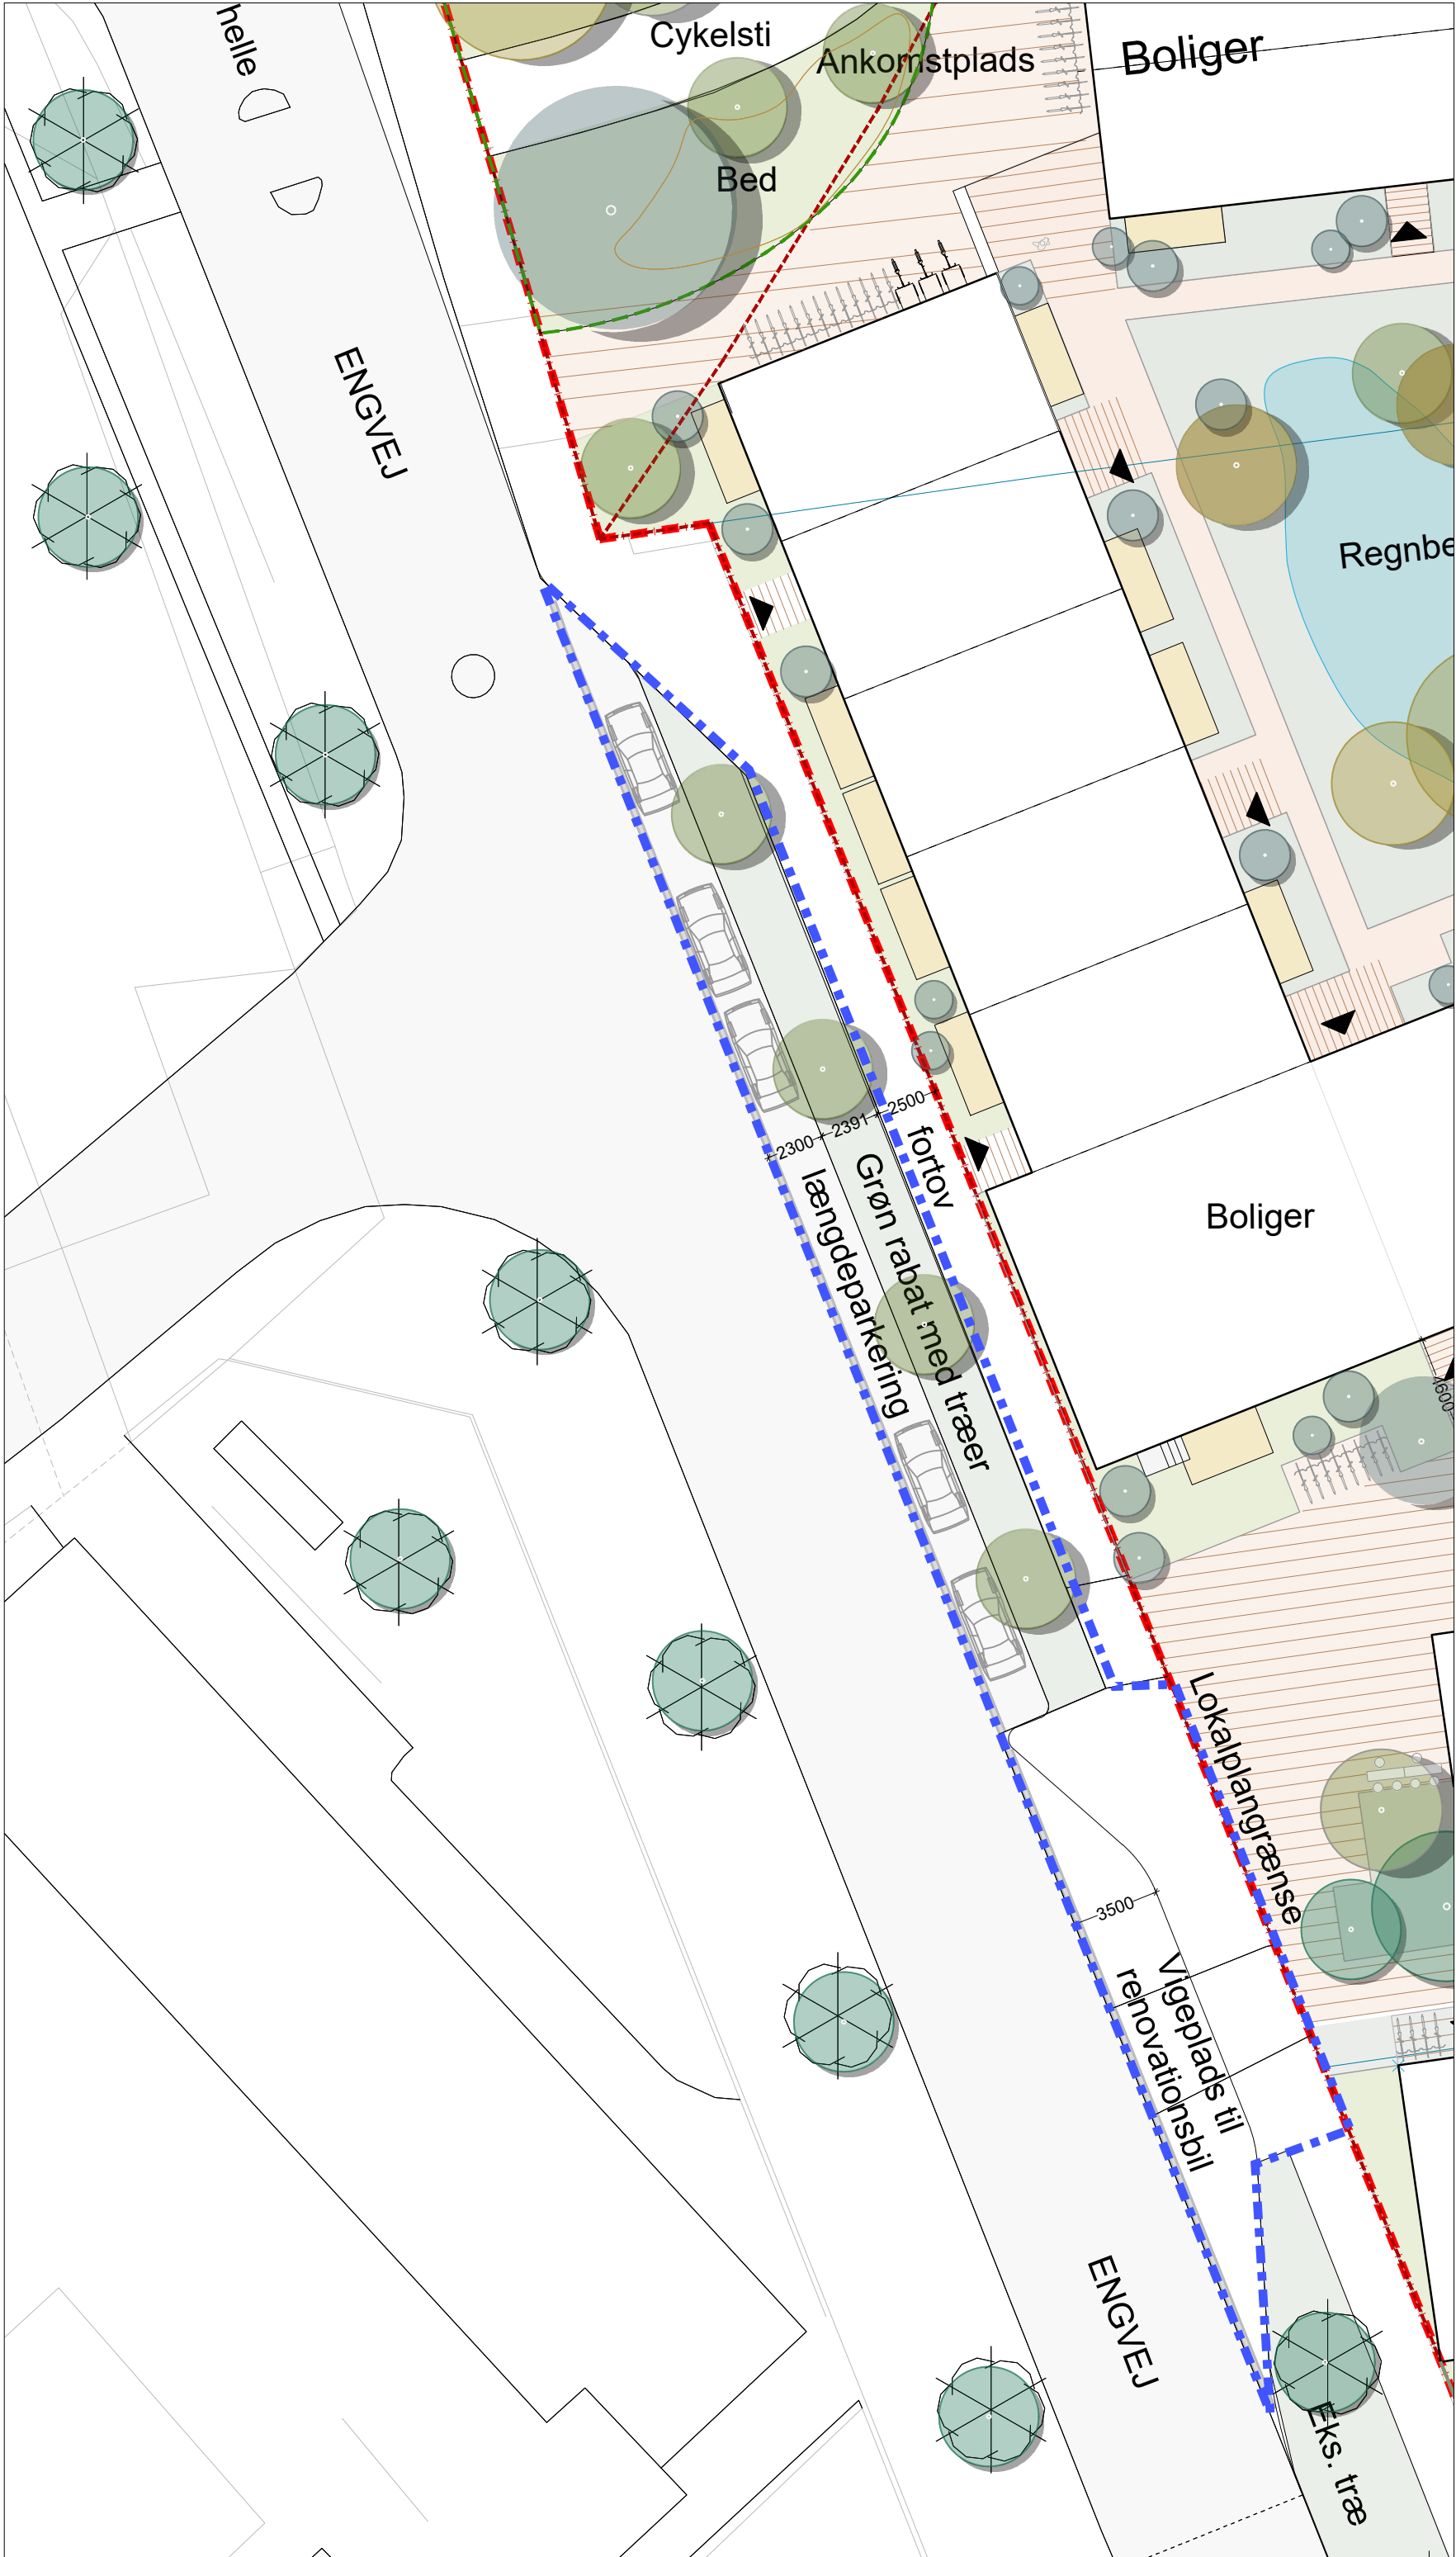 helle
Cykelsti
Ankomstplads
Boliger
Bed
ENGVEJ
Regnbe
2300
2391
2500
fortov
Grøn rabat med træer
længdeparkering
Boliger
4600
Lokalplangrænse
3500
Vigeplads til
renovationsbil
ENGVEJ
Eks. træ